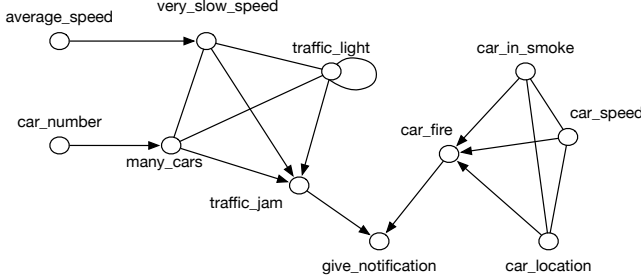 very_slow_speed
average_speed
traffic_light
car_in_smoke
car_number
car_speed
car_fire
many_cars
traffic_jam
give_notification
car_location